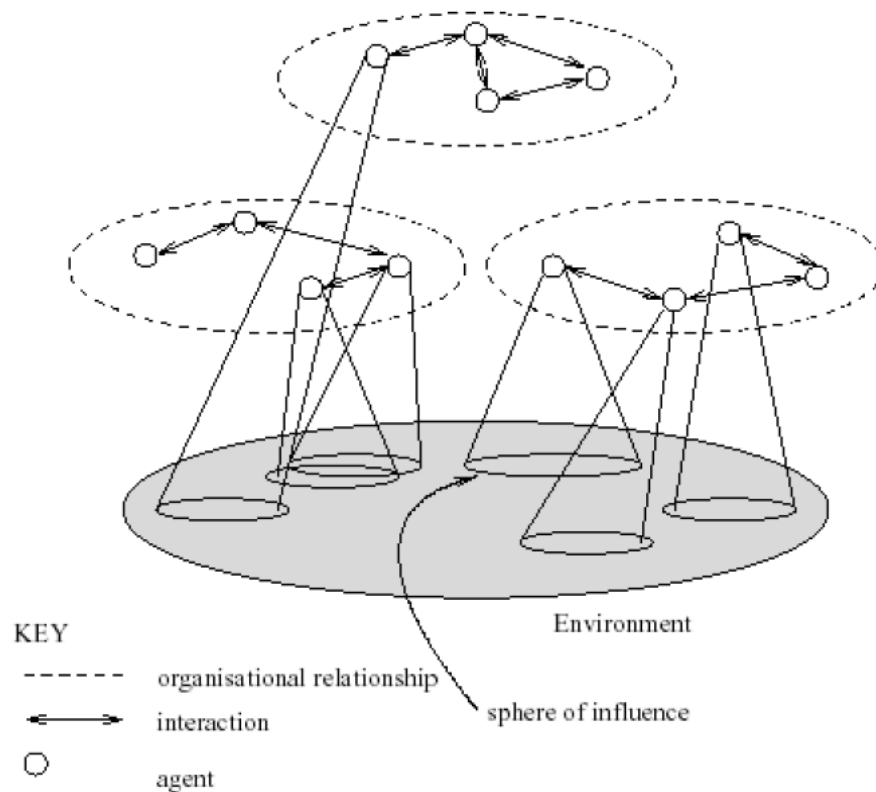 Environment
KEY
organisational relationship
sphere of influence
interaction
agent